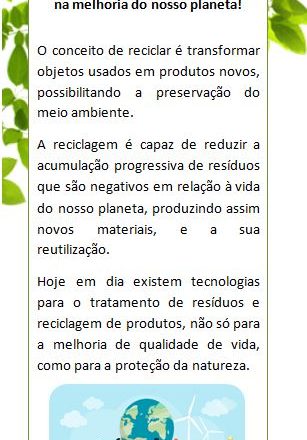 na melhoria do nosso planeta!
O conceito de reciclar é transformar
objetos usados em produtos novos,
possibilitando a preservação do
meio ambiente.
A reciclagem é capaz de reduzir a
acumulação progressiva de resíduos
que são negativos em relação à vida
do nosso planeta, produzindo assim
novos materiais, e a sua
reutilização.
Hoje em dia existem tecnologias
para o tratamento de resíduos e
reciclagem de produtos, não só para
a melhoria de qualidade de vida,
como para a proteção da natureza.